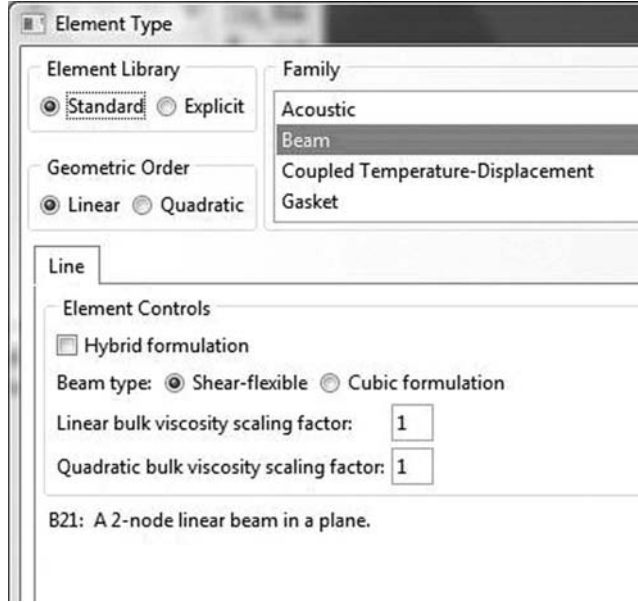 Element Type
Element Library
Standard Explicit
Geometric Order
Linear Quadratic
Family
Acoustic
Beam
Coupled Temperature-Displacement
Gasket
Line
Element Controls
Hybrid formulation
Beam type: Shear-flexible Cubic formulation
Linear bulk viscosity scaling factor: 1
Quadratic bulk viscosity scaling factor: 1
B21: A 2-node linear beam in a plane.